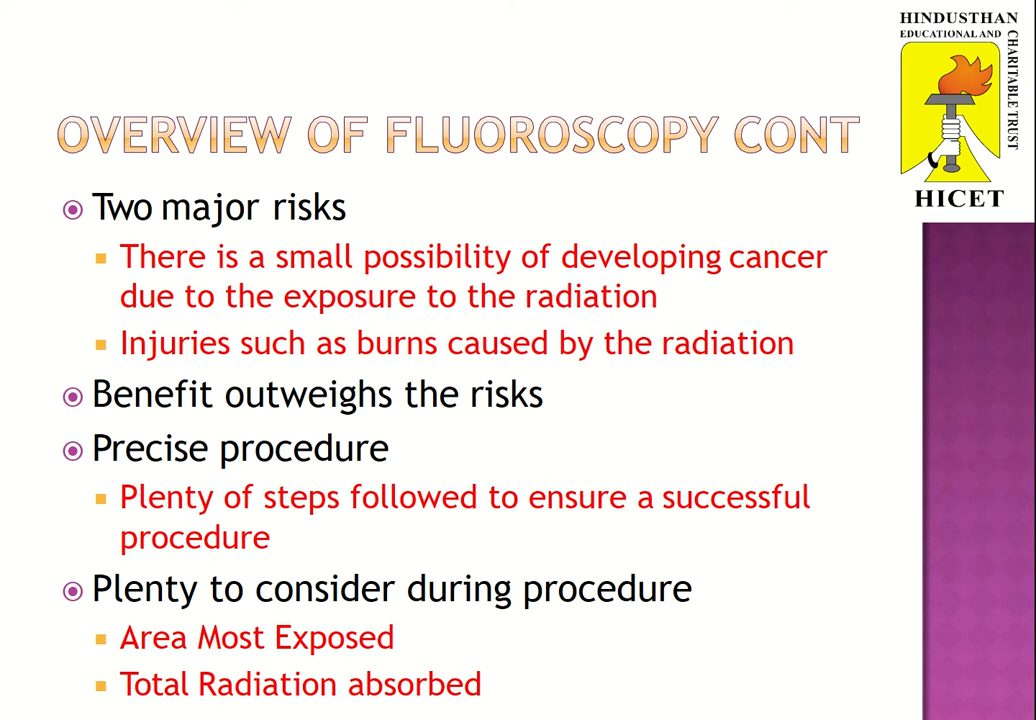 HINDUSTHAN
EDUCATIONAL AND
CHARITABLE TRUST
HICET
OVERVIEW OF FLUOROSCOPY CONT
Two major risks
There is a small possibility of developing cancer
due to the exposure to the radiation
Injuries such as burns caused by the radiation
Benefit outweighs the risks
Precise procedure
Plenty of steps followed to ensure a successful
procedure
Plenty to consider during procedure
Area Most Exposed
Total Radiation absorbed